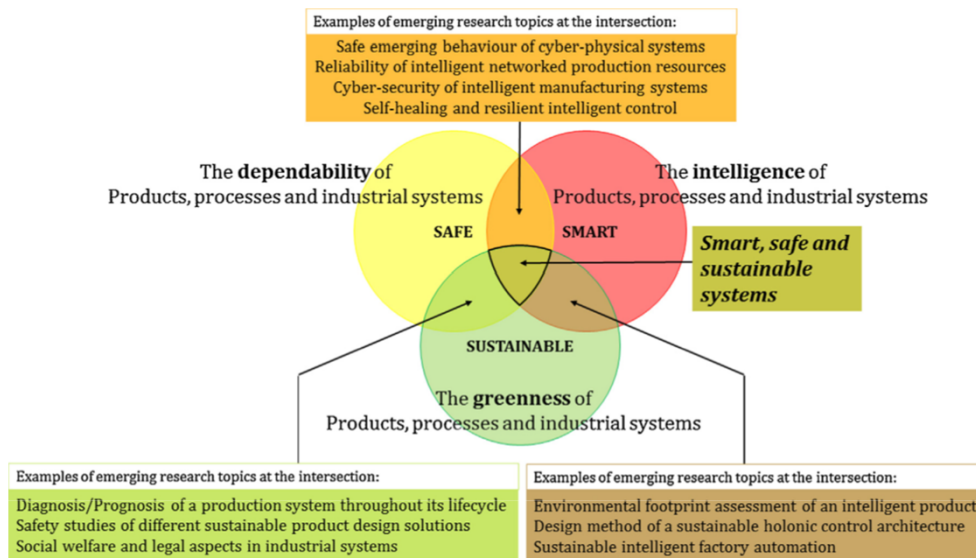 Examples of emerging research topics at the intersection:
Safe emerging behaviour of cyber-physical systems
Reliability of intelligent networked production resources
Cyber-security of intelligent manufacturing systems
Self-healing and resilient intelligent control
The dependability of
Products, processes and industrial systems
The intelligence of
Products, processes and industrial systems
SAFE
SMART
Smart, safe and
sustainable
systems
SUSTAINABLE
The greenness of
Products, processes and industrial systems
Examples of emerging research topics at the intersection:
Diagnosis/Prognosis of a production system throughout its lifecycle
Safety studies of different sustainable product design solutions
Social welfare and legal aspects in industrial systems
Examples of emerging research topics at the intersection:
Environmental footprint assessment of an intelligent product
Design method of a sustainable holonic control architecture
Sustainable intelligent factory automation